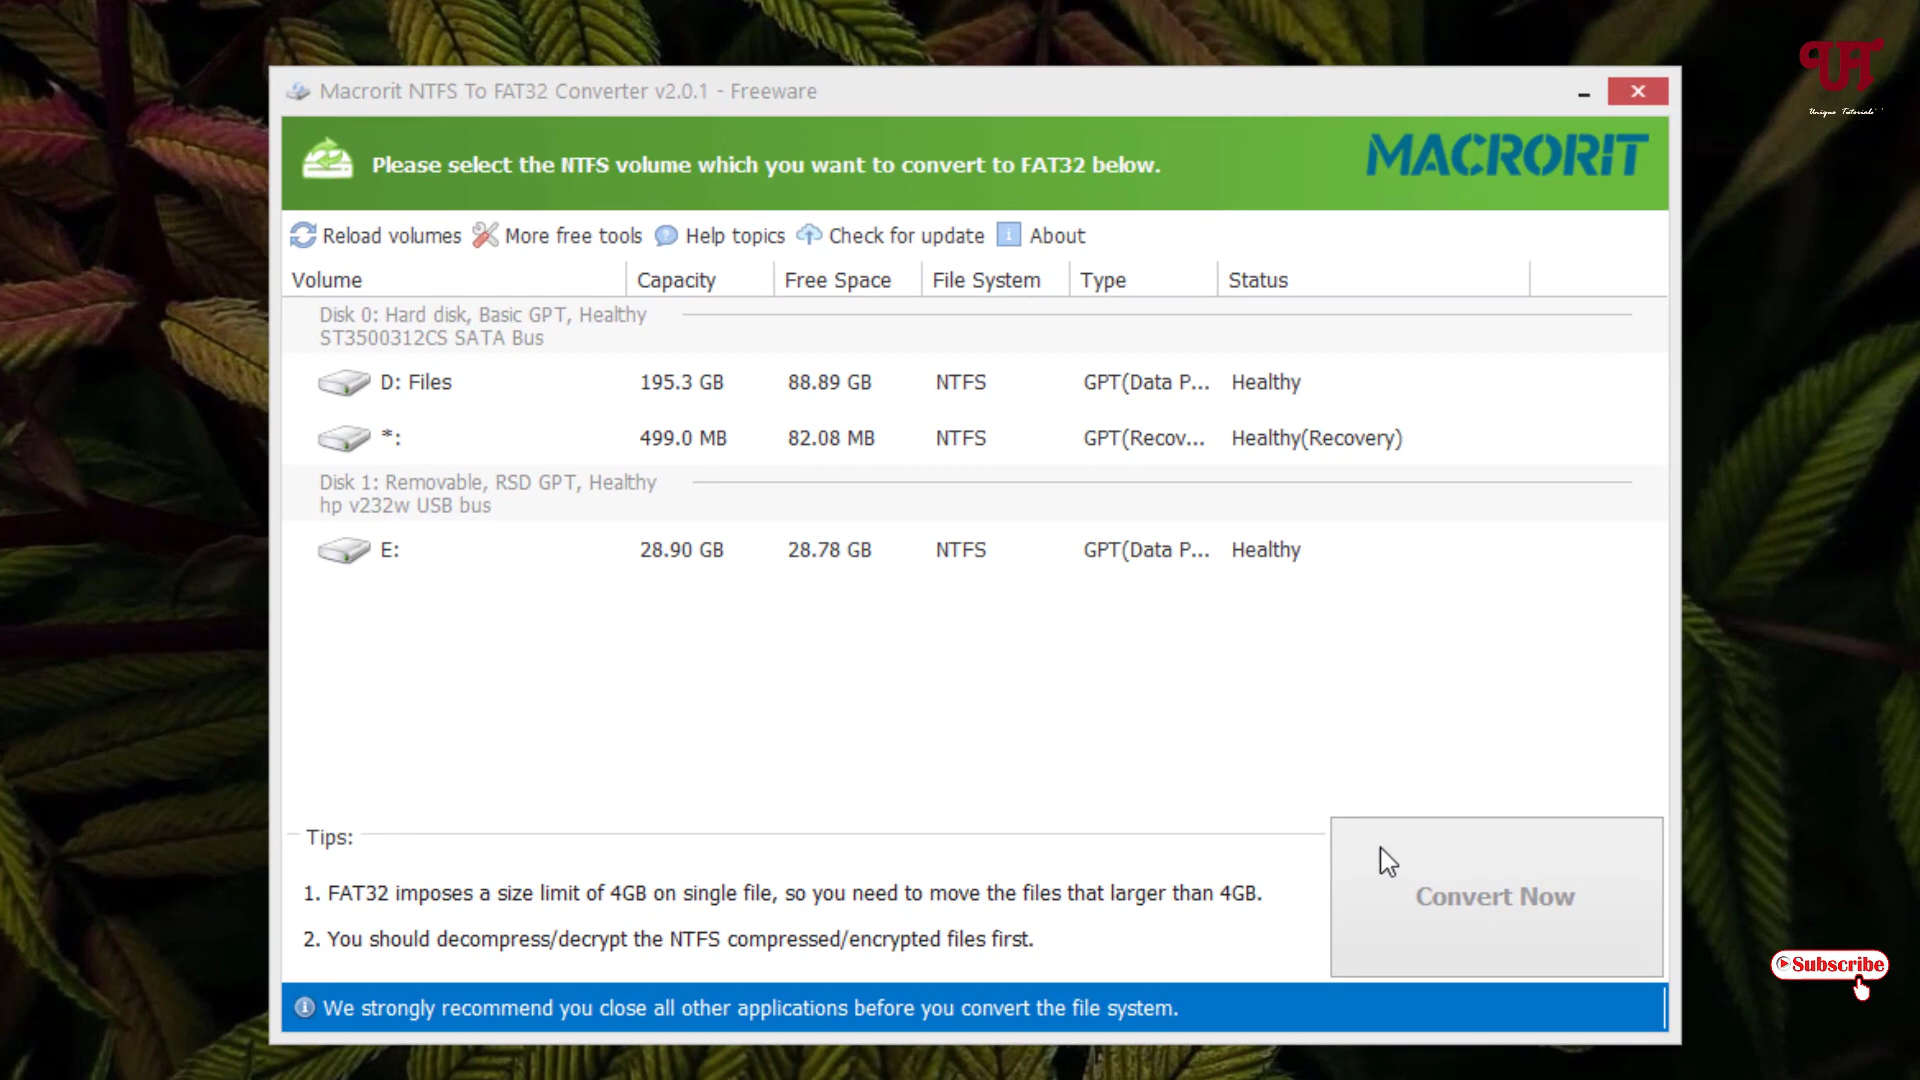 UT
Unique Tutorials
Macrorit NTFS To FAT32 Converter v2.0.1 - Freeware
Please select the NTFS volume which you want to convert to FAT32 below.
MACRORIT
Reload volumes More free tools Help topics Check for update About
Volume Capacity Free Space File System Type Status
Disk 0: Hard disk, Basic GPT, Healthy
ST3500312CS SATA Bus
D: Files 195.3 GB 88.89 GB NTFS GPT(Data P... Healthy
*: 499.0 MB 82.08 MB NTFS GPT(Recov... Healthy(Recovery)
Disk 1: Removable, RSD GPT, Healthy
hp v232w USB bus
E: 28.90 GB 28.78 GB NTFS GPT(Data P... Healthy
Tips:
1. FAT32 imposes a size limit of 4GB on single file, so you need to move the files that larger than 4GB.
2. You should decompress/decrypt the NTFS compressed/encrypted files first.
Convert Now
Subscribe
We strongly recommend you close all other applications before you convert the file system.